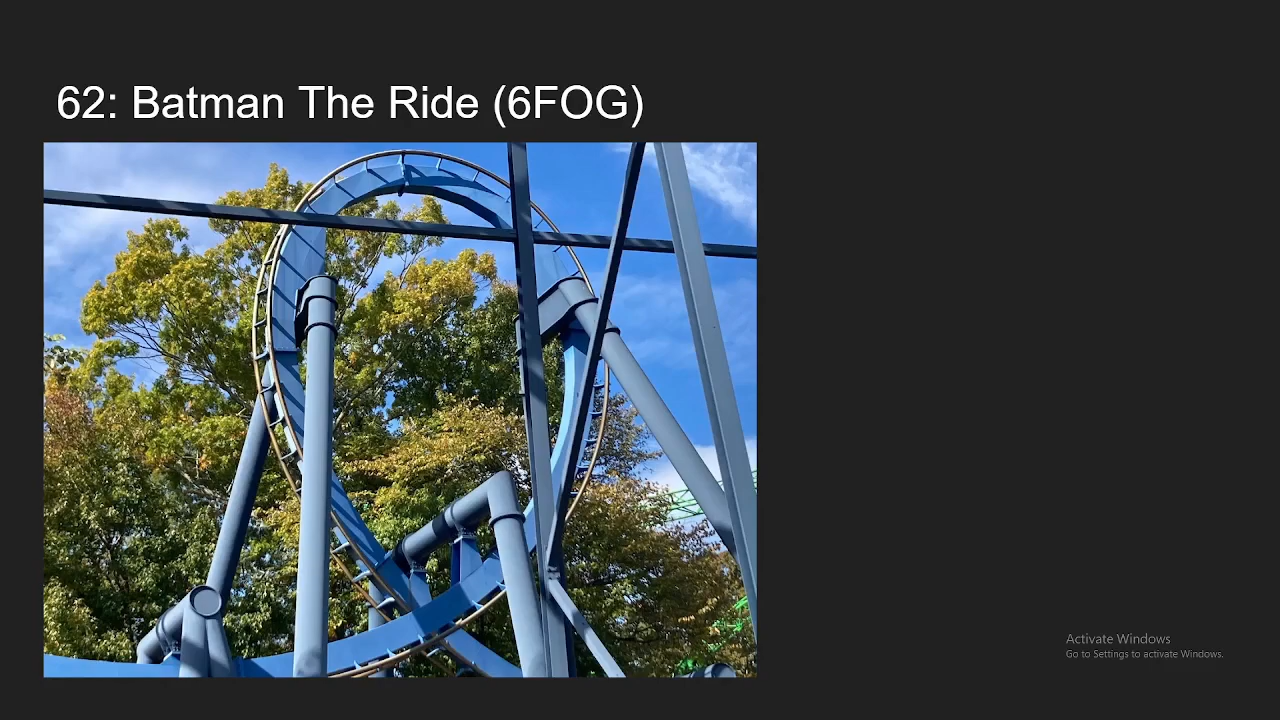 62: Batman The Ride (6FOG)
Activate Windows
Go to Settings to activate Windows.